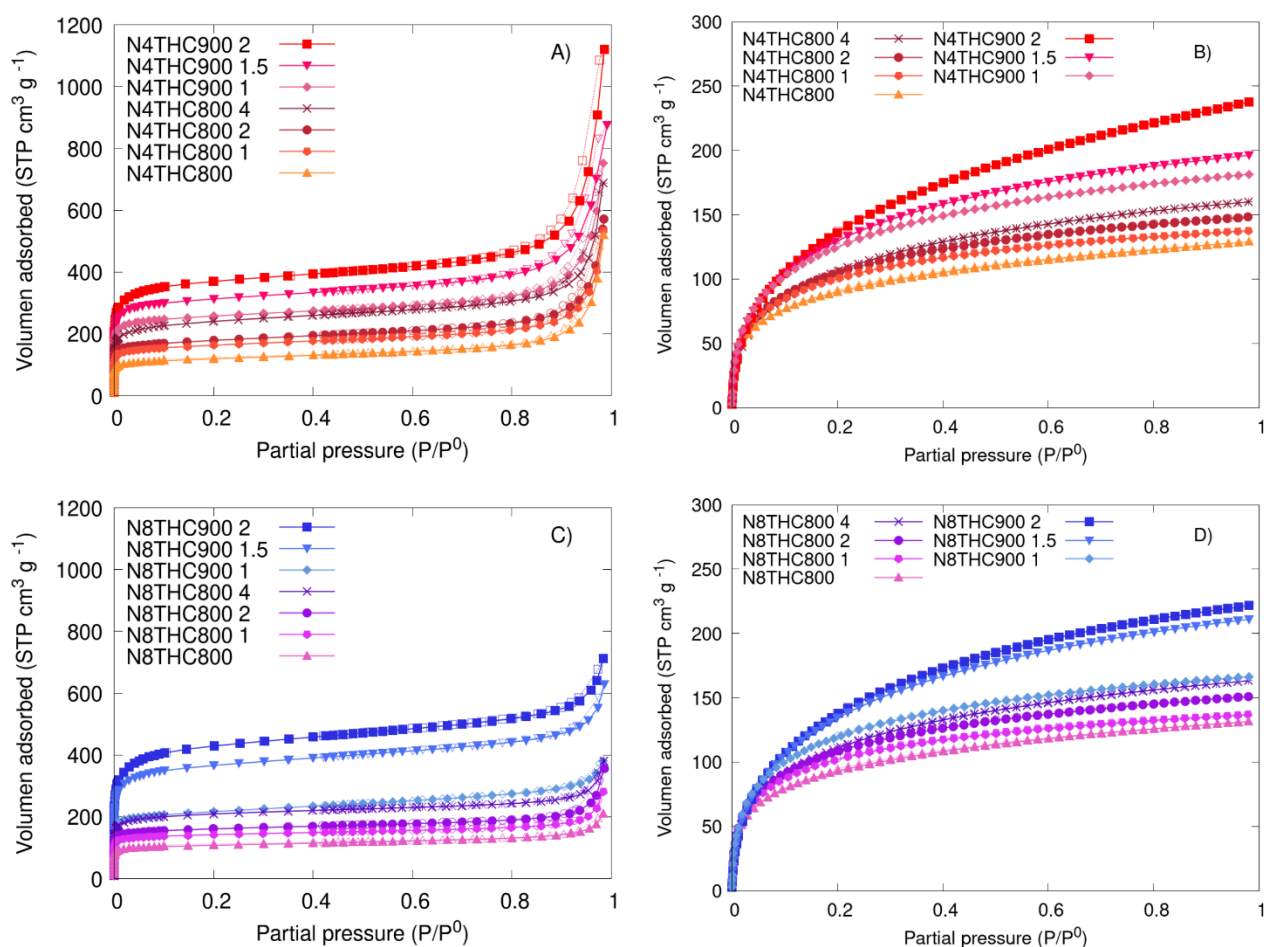 A)
N4THC900 2
N4THC900 1.5
N4THC900 1
N4THC800 4
N4THC800 2
N4THC800 1
N4THC800
1200
1000
800
600
400
200
0
0 0.2 0.4 0.6 0.8 1
Volumen adsorbed (STP cm³ g⁻¹)
Partial pressure (P/P⁰)
B)
N4THC800 4 N4THC900 2
N4THC800 2 N4THC900 1.5
N4THC800 1 N4THC900 1
N4THC800
300
250
200
150
100
50
0
0 0.2 0.4 0.6 0.8 1
Volumen adsorbed (STP cm³ g⁻¹)
Partial pressure (P/P⁰)
C)
N8THC900 2
N8THC900 1.5
N8THC900 1
N8THC800 4
N8THC800 2
N8THC800 1
N8THC800
1200
1000
800
600
400
200
0
0 0.2 0.4 0.6 0.8 1
Volumen adsorbed (STP cm³ g⁻¹)
Partial pressure (P/P⁰)
D)
N8THC800 4 N8THC900 2
N8THC800 2 N8THC900 1.5
N8THC800 1 N8THC900 1
N8THC800
300
250
200
150
100
50
0
0 0.2 0.4 0.6 0.8 1
Volumen adsorbed (STP cm³ g⁻¹)
Partial pressure (P/P⁰)